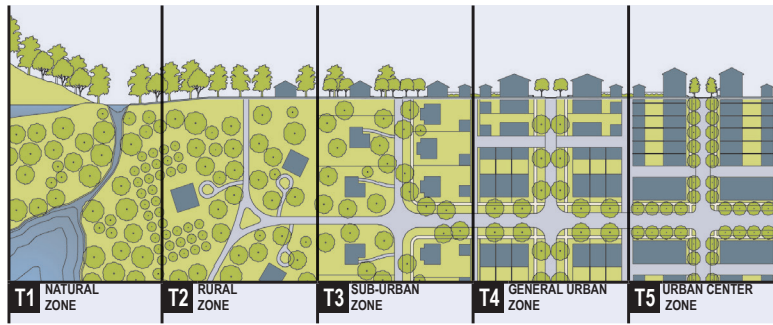 T1 NATURAL
ZONE
T2 RURAL
ZONE
T3 SUB-URBAN
ZONE
T4 GENERAL URBAN
ZONE
T5 URBAN CENTER
ZONE